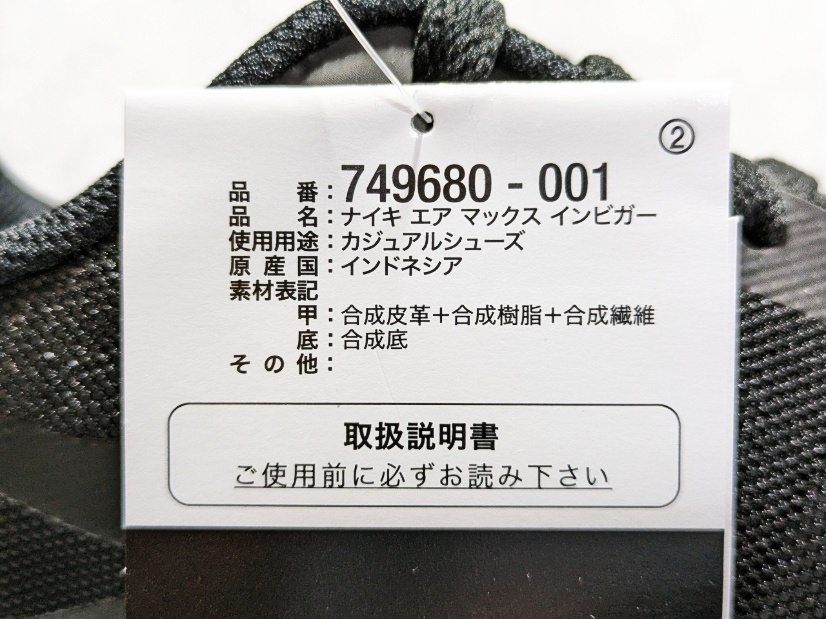 ②
品番：749680 - 001
品名：ナイキ エア マックス インビガー
使用用途：カジュアルシューズ
原産国：インドネシア
素材表記
甲：合成皮革＋合成樹脂＋合成繊維
底：合成底
その他：
取扱説明書
ご使用前に必ずお読み下さい